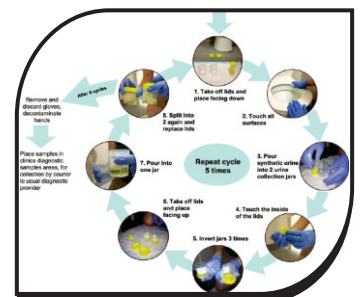 1. Take off lids and
place facing down
2. Touch all
surfaces
3. Pour
synthetic urine
into 2 urine
collection jars
4. Touch the inside
of the lids
5. Invert jars 3 times
6. Take off lids
and place
facing up
7. Pour into
one jar
8. Split into
2 again and
replace lids
Repeat cycle
5 times
After 5 cycles
Remove and
discard gloves,
decontaminate
hands
Place samples in
clinics diagnostic
samples areas, for
collection by courier
to usual diagnostic
provider